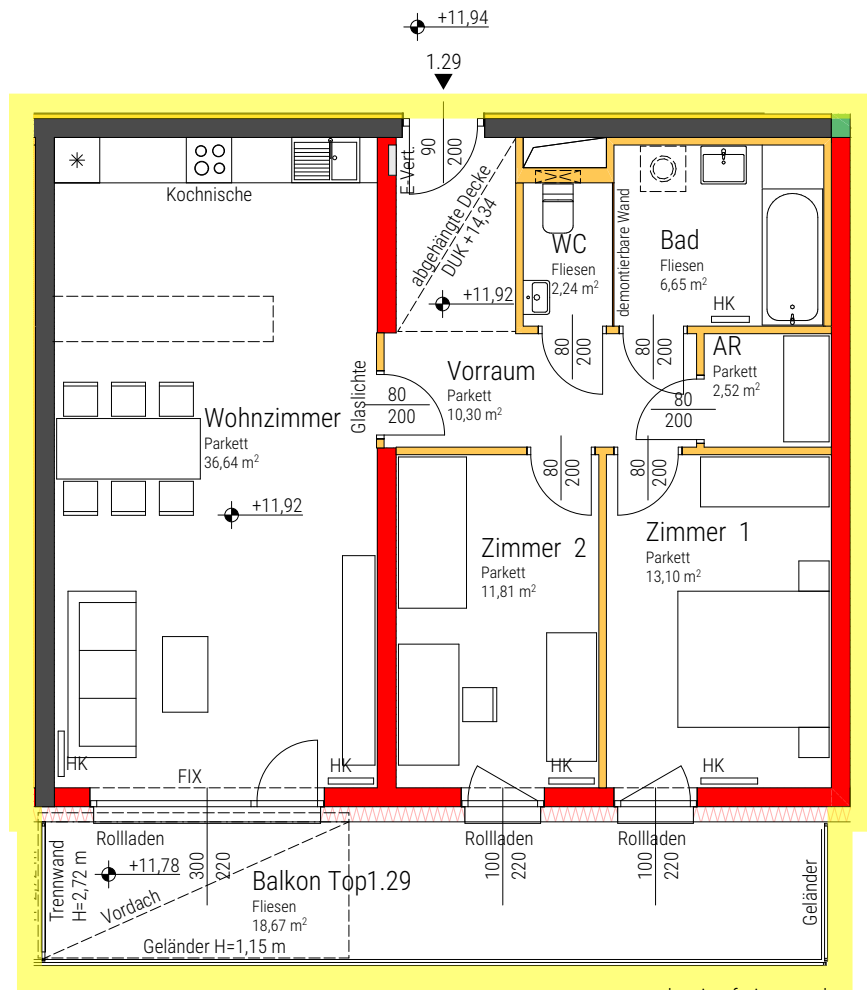 +11,94
1.29
E-Vert.
90
200
Kochnische
abgehängte Decke
DUK +14,34
+11,92
WC
Fliesen
2,24 m²
demontierbare Wand
Bad
Fliesen
6,65 m²
HK
80
200
80
200
AR
Parkett
2,52 m²
80
200
Vorraum
Parkett
10,30 m²
Glaslichte
80
200
Wohnzimmer
Parkett
36,64 m²
+11,92
80
200
80
200
Zimmer 2
Parkett
11,81 m²
Zimmer 1
Parkett
13,10 m²
HK
FIX
HK
HK
HK
Rollladen
300
220
Rollladen
100
220
Rollladen
100
220
Trennwand
H=2,72 m
+11,78
Vordach
Balkon Top1.29
Fliesen
18,67 m²
Geländer H=1,15 m
Geländer